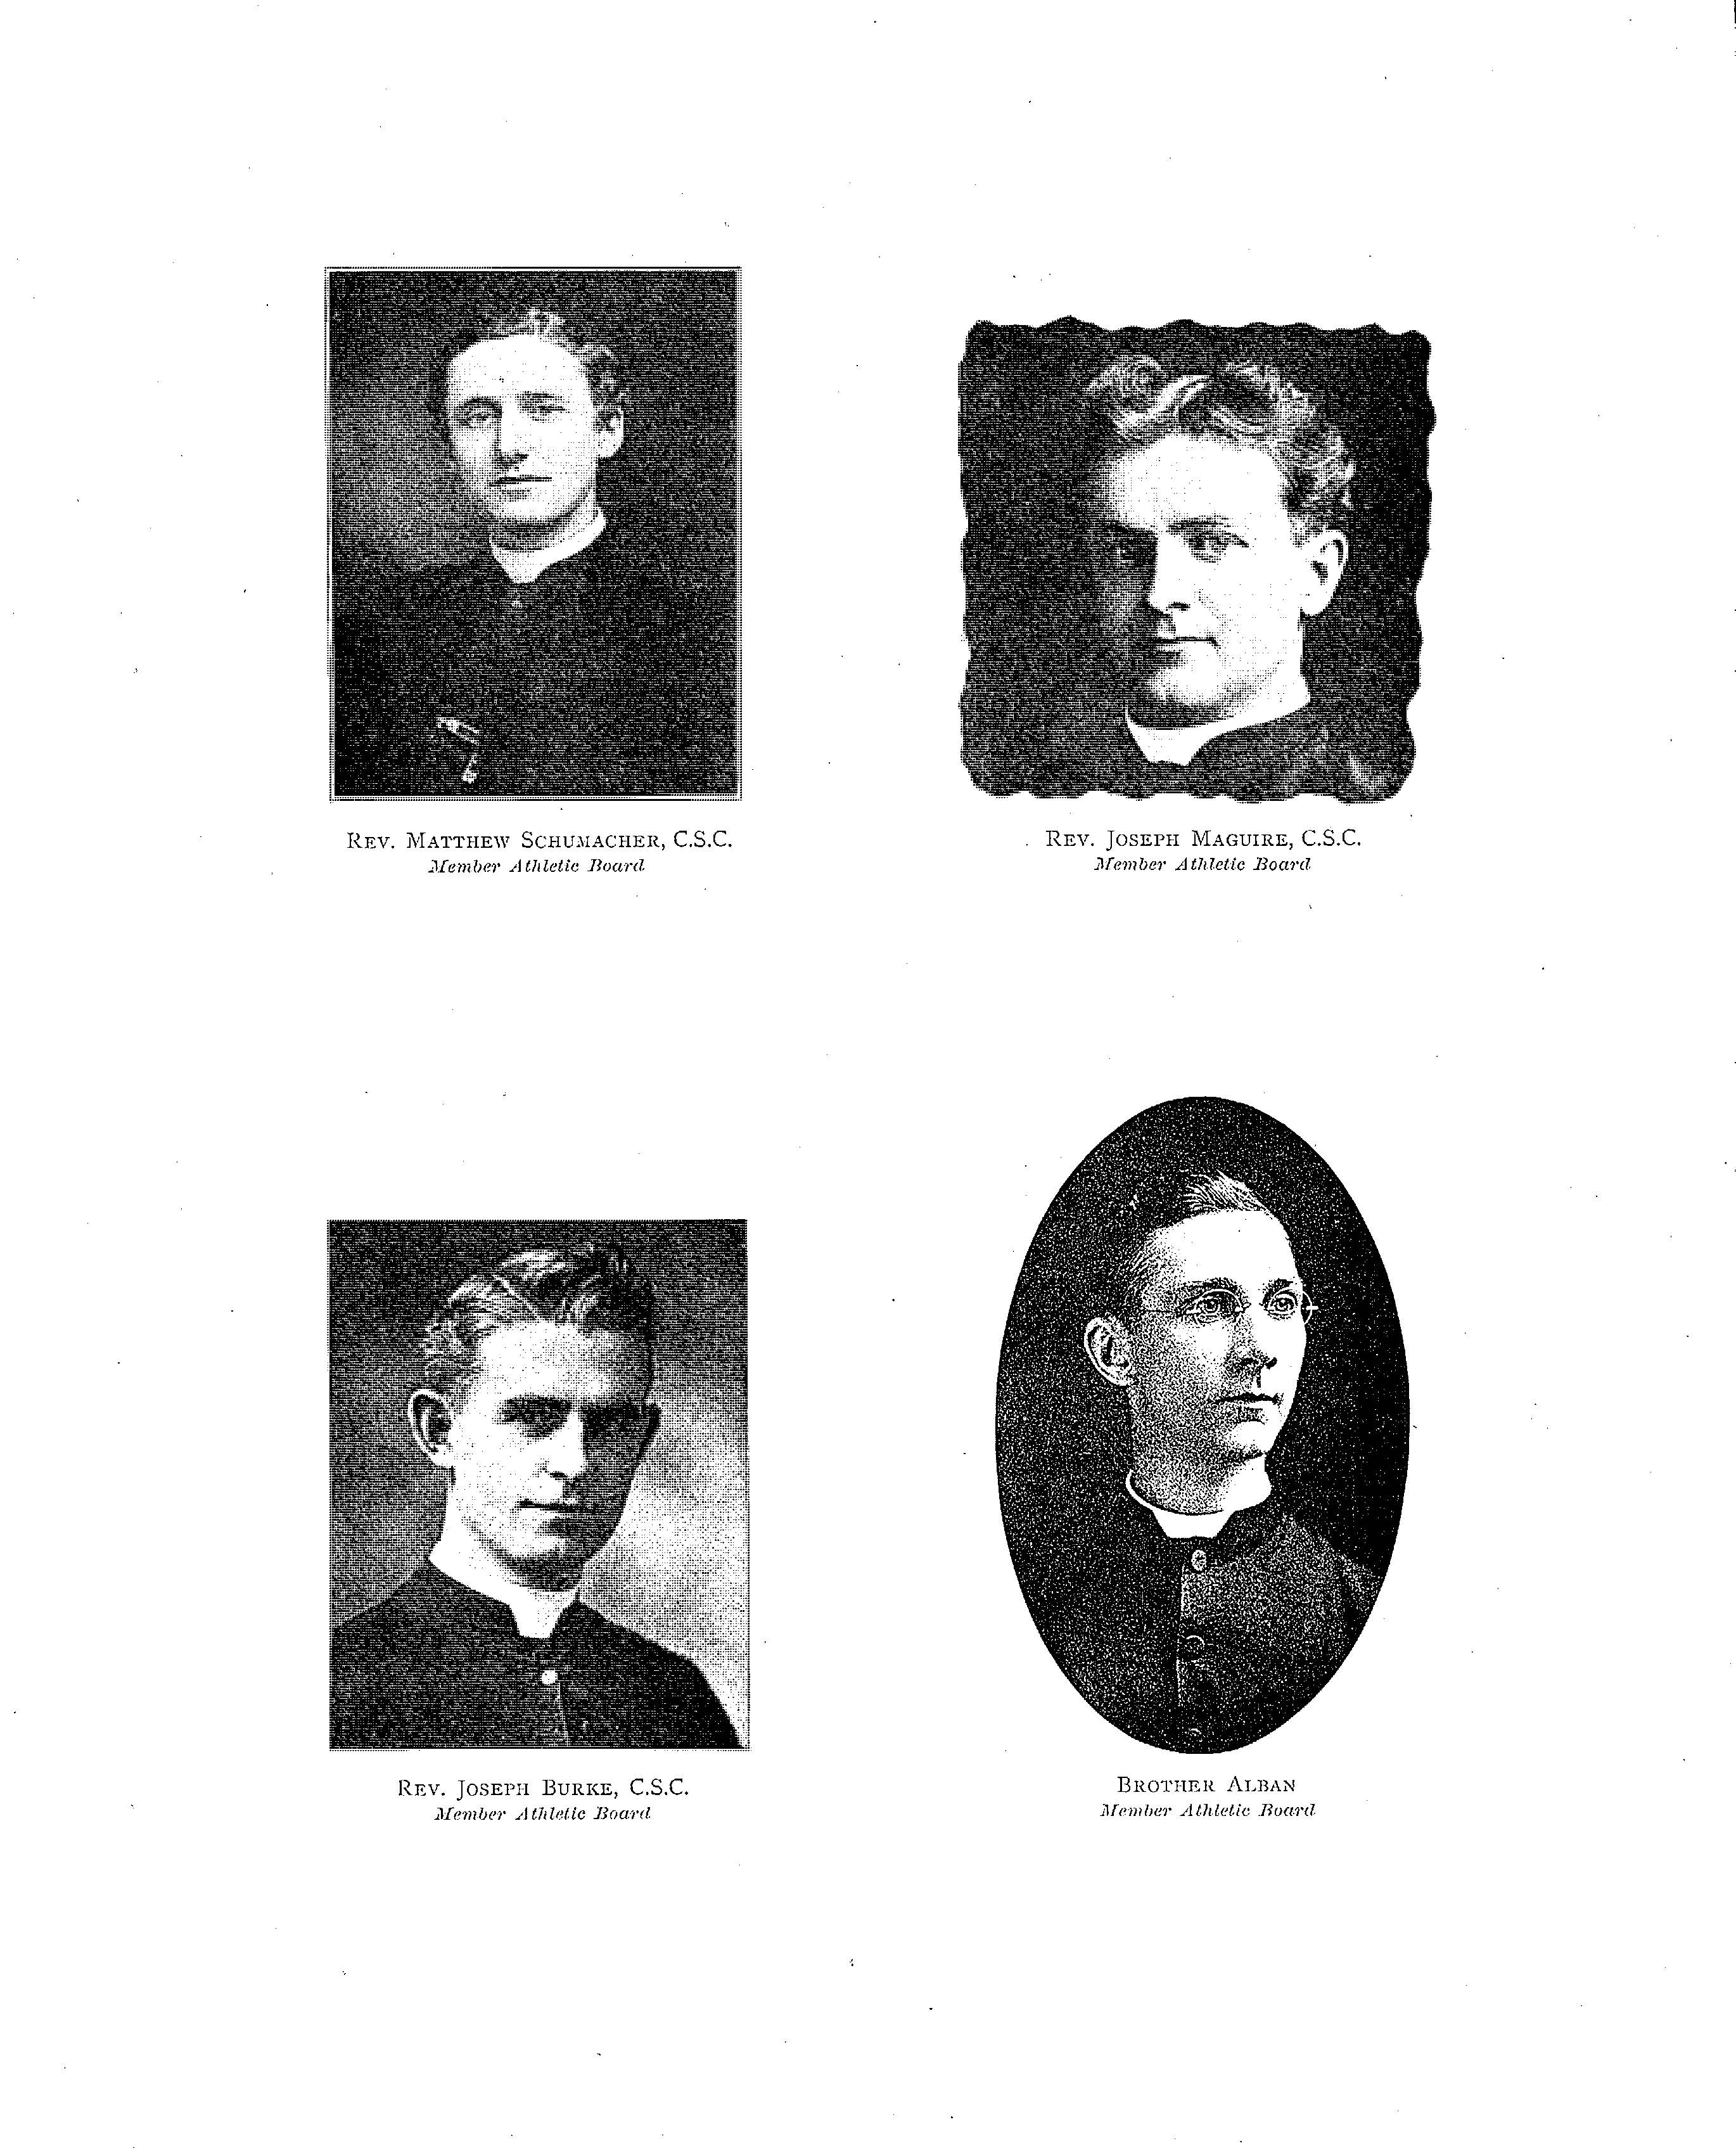 REV. MATTHEW SCHUMACHER, C.S.C.
Member Athletic Board
REV. JOSEPH MAGUIRE, C.S.C.
Member Athletic Board
REV. JOSEPH BURKE, C.S.C.
Member Athletic Board
BROTHER ALBAN
Member Athletic Board